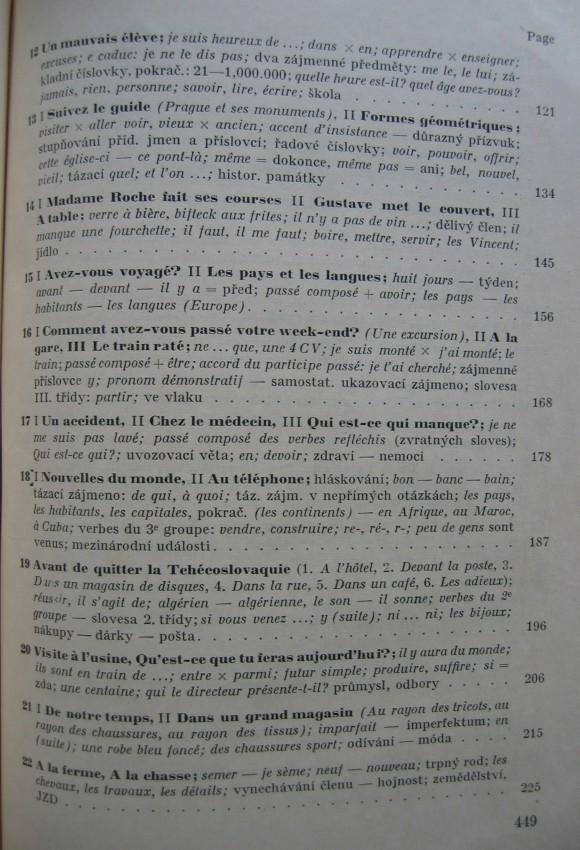 Page
12 Un mauvais élève; je suis heureux de ...; dans × en; apprendre × enseigner;
excuses; e caduc: je ne le dis pas; dva zájmenné předměty: me le, le lui; zá-
kladní číslovky, pokrač.: 21—1,000.000; quelle heure est-il? quel âge avez-vous?
jamais, rien, personne; savoir, lire, écrire; škola . . . . . . . . . . 121
13 I Suivez le guide (Prague et ses monuments), II Formes géométriques;
visiter × aller voir, vieux × ancien; accent d'insistance — důrazný přízvuk;
stupňování příd. jmen a příslovcí; řadové číslovky; voir, pouvoir, offrir;
cette église-ci — ce pont-là; même = dokonce, même pas = ani; bel, nouvel,
vieil; tázací quel; et l'on ...; histor. památky . . . . . . . . . . 134
14 I Madame Roche fait ses courses II Gustave met le couvert, III
A table: verre à bière, bifteck aux frites; il n'y a pas de vin ...; dělivý člen; il
manque une fourchette; il faut, il me faut; boire, mettre, servir; les Vincent;
jídlo . . . . . . . . . . 145
15 I Avez-vous voyagé? II Les pays et les langues; huit jours — týden;
avant — devant — il y a = před; passé composé + avoir; les pays — les
habitants — les langues (Europe) . . . . . . . . . . 156
16 I Comment avez-vous passé votre week-end? (Une excursion), II A la
gare, III Le train raté; ne ... que, une 4 CV; je suis monté × j'ai monté; le
train; passé composé + être; accord du participe passé: je t'ai cherché; zájmenné
příslovce y; pronom démonstratif — samostat. ukazovací zájmeno; slovesa
III. třídy: partir; ve vlaku . . . . . . . . . . 168
17 I Un accident, II Chez le médecin, III Qui est-ce qui manque?; je ne
me suis pas lavé; passé composé des verbes refléchis (zvratných sloves);
Qui est-ce qui?; uvozovací věta; en; devoir; zdraví — nemoci . . . . . 178
18 I Nouvelles du monde, II Au téléphone; hláskování; bon — banc — bain;
tázací zájmeno: de qui, à quoi; táz. zájm. v nepřímých otázkách; les pays,
les habitants, les capitales, pokrač. (les continents) — en Afrique, au Maroc,
à Cuba; verbes du 3e groupe: vendre, construire; re-, ré-, r-; peu de gens sont
venus; mezinárodní události . . . . . . . . . . 187
19 Avant de quitter la Tchécoslovaquie (1. A l'hôtel, 2. Devant la poste, 3.
Dans un magasin de disques, 4. Dans la rue, 5. Dans un café, 6. Les adieux);
réussir, il s'agit de; algérien — algérienne, le son — il sonne; verbes du 2e
groupe — slovesa 2. třídy; si vous venez ...; y (suite); ni ... ni; les bijoux;
nákupy — dárky — pošta . . . . . . . . . . 196
20 Visite à l'usine, Qu'est-ce que tu feras aujourd'hui?; il y aura du monde;
ils sont en train de ...; entre × parmi; futur simple; produire, suffire; si =
zda; une centaine; qui le directeur présente-t-il? průmysl, odbory . . . . . 206
21 I De notre temps, II Dans un grand magasin (Au rayon des tricots, au
rayon des chaussures, au rayon des tissus); imparfait — imperfektum; en
(suite); une robe bleu foncé; des chaussures sport; odívání — móda . . . . 215
22 A la ferme, A la chasse; semer — je sème; neuf — nouveau; trpný rod; les
chevaux, les travaux, les détails; vynechávání členu — hojnost; zemědělství,
JZD . . . . . . . . . . 225
449